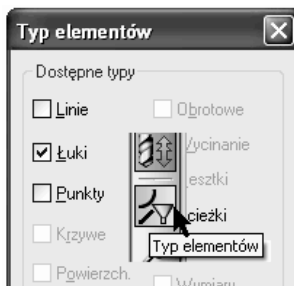 Typ elementów
Dostępne typy
Linie
Obrotowe
Łuki
Punkty
Krzywe
Typ elementów
Powierzch.
Wymiary